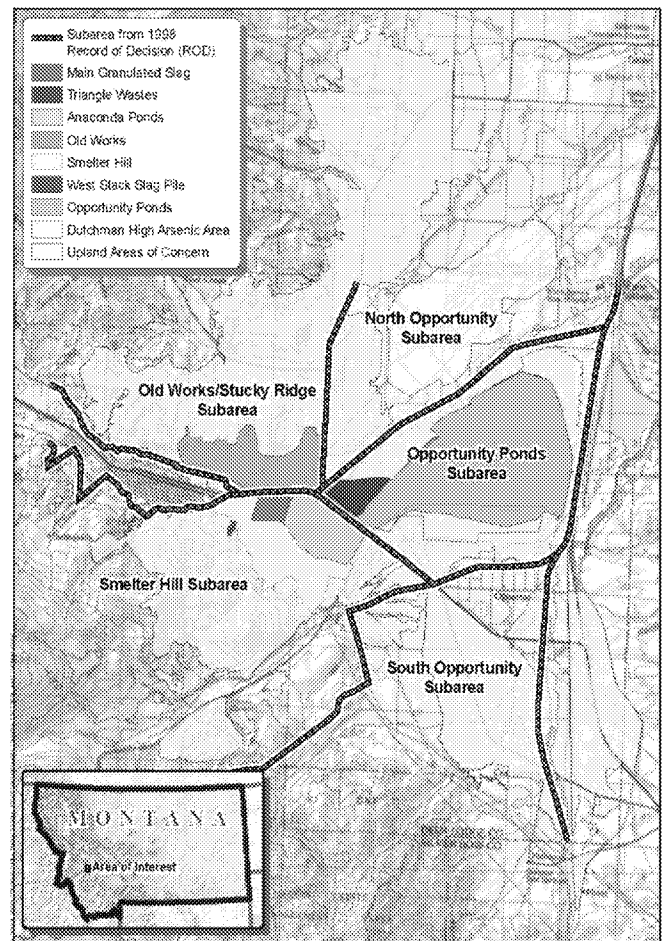 Subarea from 1998
Record of Decision (ROD)
Main Granulated Slag
Triangle Wastes
Anaconda Ponds
Old Works
Smelter Hill
West Stack Slag Pile
Opportunity Ponds
Dutchman High Arsenic Area
Upland Areas of Concern
North Opportunity
Subarea
Old Works/Stucky Ridge
Subarea
Opportunity Ponds
Subarea
Smelter Hill Subarea
South Opportunity
Subarea
MONTANA
Area of Interest